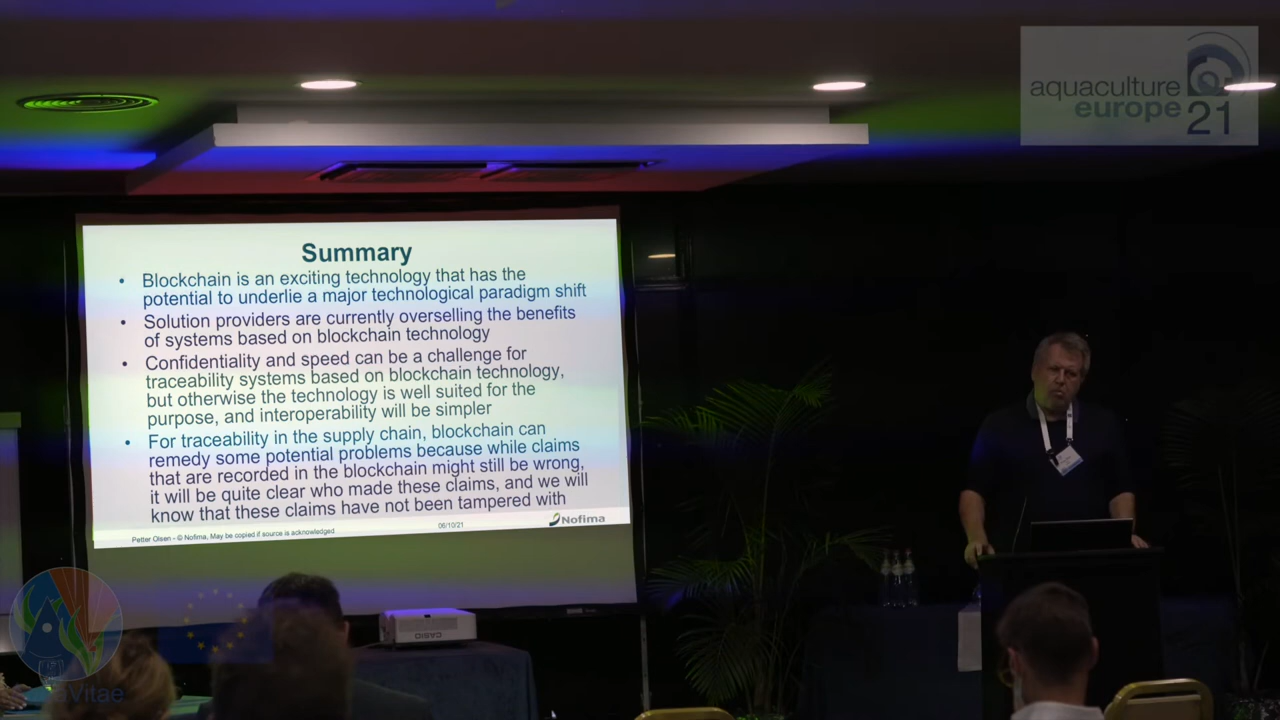 aquaculture
europe
21
Summary
• Blockchain is an exciting technology that has the
potential to underlie a major technological paradigm shift
• Solution providers are currently overselling the benefits
of systems based on blockchain technology
• Confidentiality and speed can be a challenge for
traceability systems based on blockchain technology,
but otherwise the technology is well suited for the
purpose, and interoperability will be simpler
• For traceability in the supply chain, blockchain can
remedy some potential problems because while claims
that are recorded in the blockchain might still be wrong,
it will be quite clear who made these claims, and we will
know that these claims have not been tampered with
Petter Olsen - © Nofima, May be copied if source is acknowledged
06/10/21
Nofima
CASIO